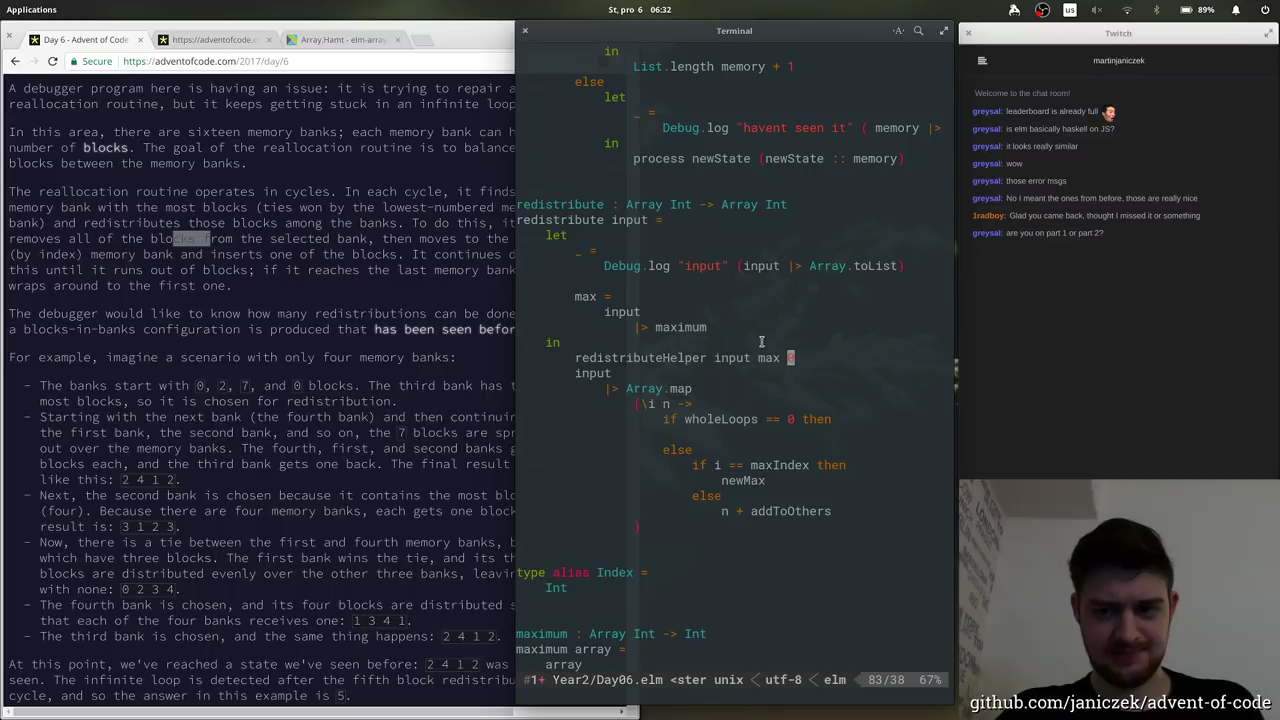 Applications
St, pro 6 06:32
us
89%
Day 6 - Advent of Code
https://adventofcode.c
Array.Hamt - elm-array
Secure
https://adventofcode.com/2017/day/6
A debugger program here is having an issue: it is trying to repair a
reallocation routine, but it keeps getting stuck in an infinite loop
In this area, there are sixteen memory banks; each memory bank can h
number of blocks. The goal of the reallocation routine is to balance
blocks between the memory banks.
The reallocation routine operates in cycles. In each cycle, it finds
memory bank with the most blocks (ties won by the lowest-numbered me
bank) and redistributes those blocks among the banks. To do this, it
removes all of the blocks from the selected bank, then moves to the
(by index) memory bank and inserts one of the blocks. It continues d
this until it runs out of blocks; if it reaches the last memory bank
wraps around to the first one.
The debugger would like to know how many redistributions can be done
a blocks-in-banks configuration is produced that has been seen befor
For example, imagine a scenario with only four memory banks:
- The banks start with 0, 2, 7, and 0 blocks. The third bank has t
most blocks, so it is chosen for redistribution.
- Starting with the next bank (the fourth bank) and then continuin
the first bank, the second bank, and so on, the 7 blocks are spr
out over the memory banks. The fourth, first, and second banks g
blocks each, and the third bank gets one back. The final result
like this: 2 4 1 2.
- Next, the second bank is chosen because it contains the most blo
(four). Because there are four memory banks, each gets one block
result is: 3 1 2 3.
- Now, there is a tie between the first and fourth memory banks, b
which have three blocks. The first bank wins the tie, and its th
blocks are distributed evenly over the other three banks, leavin
with none: 0 2 3 4.
- The fourth bank is chosen, and its four blocks are distributed s
that each of the four banks receives one: 1 3 4 1.
- The third bank is chosen, and the same thing happens: 2 4 1 2.
At this point, we've reached a state we've seen before: 2 4 1 2 was
seen. The infinite loop is detected after the fifth block redistribu
cycle, and so the answer in this example is 5.
Terminal
in
List.length memory + 1
else
let
_ =
Debug.log "havent seen it" ( memory |>
in
process newState (newState :: memory)
redistribute : Array Int -> Array Int
redistribute input =
let
_ =
Debug.log "input" (input |> Array.toList)
max =
input
|> maximum
in
redistributeHelper input max 0
input
|> Array.map
(\i n ->
if wholeLoops == 0 then
else
if i == maxIndex then
newMax
else
n + addToOthers
)
type alias Index =
Int
maximum : Array Int -> Int
maximum array =
array
#1+ Year2/Day06.elm <ster unix < utf-8 < elm 83/38 67%
Twitch
martinjaniczek
Welcome to the chat room!
greysal: leaderboard is already full
greysal: is elm basically haskell on JS?
greysal: it looks really similar
greysal: wow
greysal: those error msgs
greysal: No I meant the ones from before, those are really nice
1radboy: Glad you came back, thought I missed it or something
greysal: are you on part 1 or part 2?
github.com/janiczek/advent-of-code